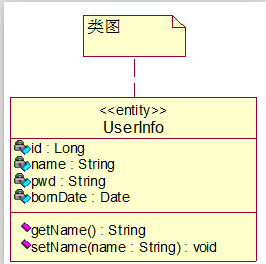 类图
<<entity>>
UserInfo
id : Long
name : String
pwd : String
bornDate : Date
getName() : String
setName(name : String) : void